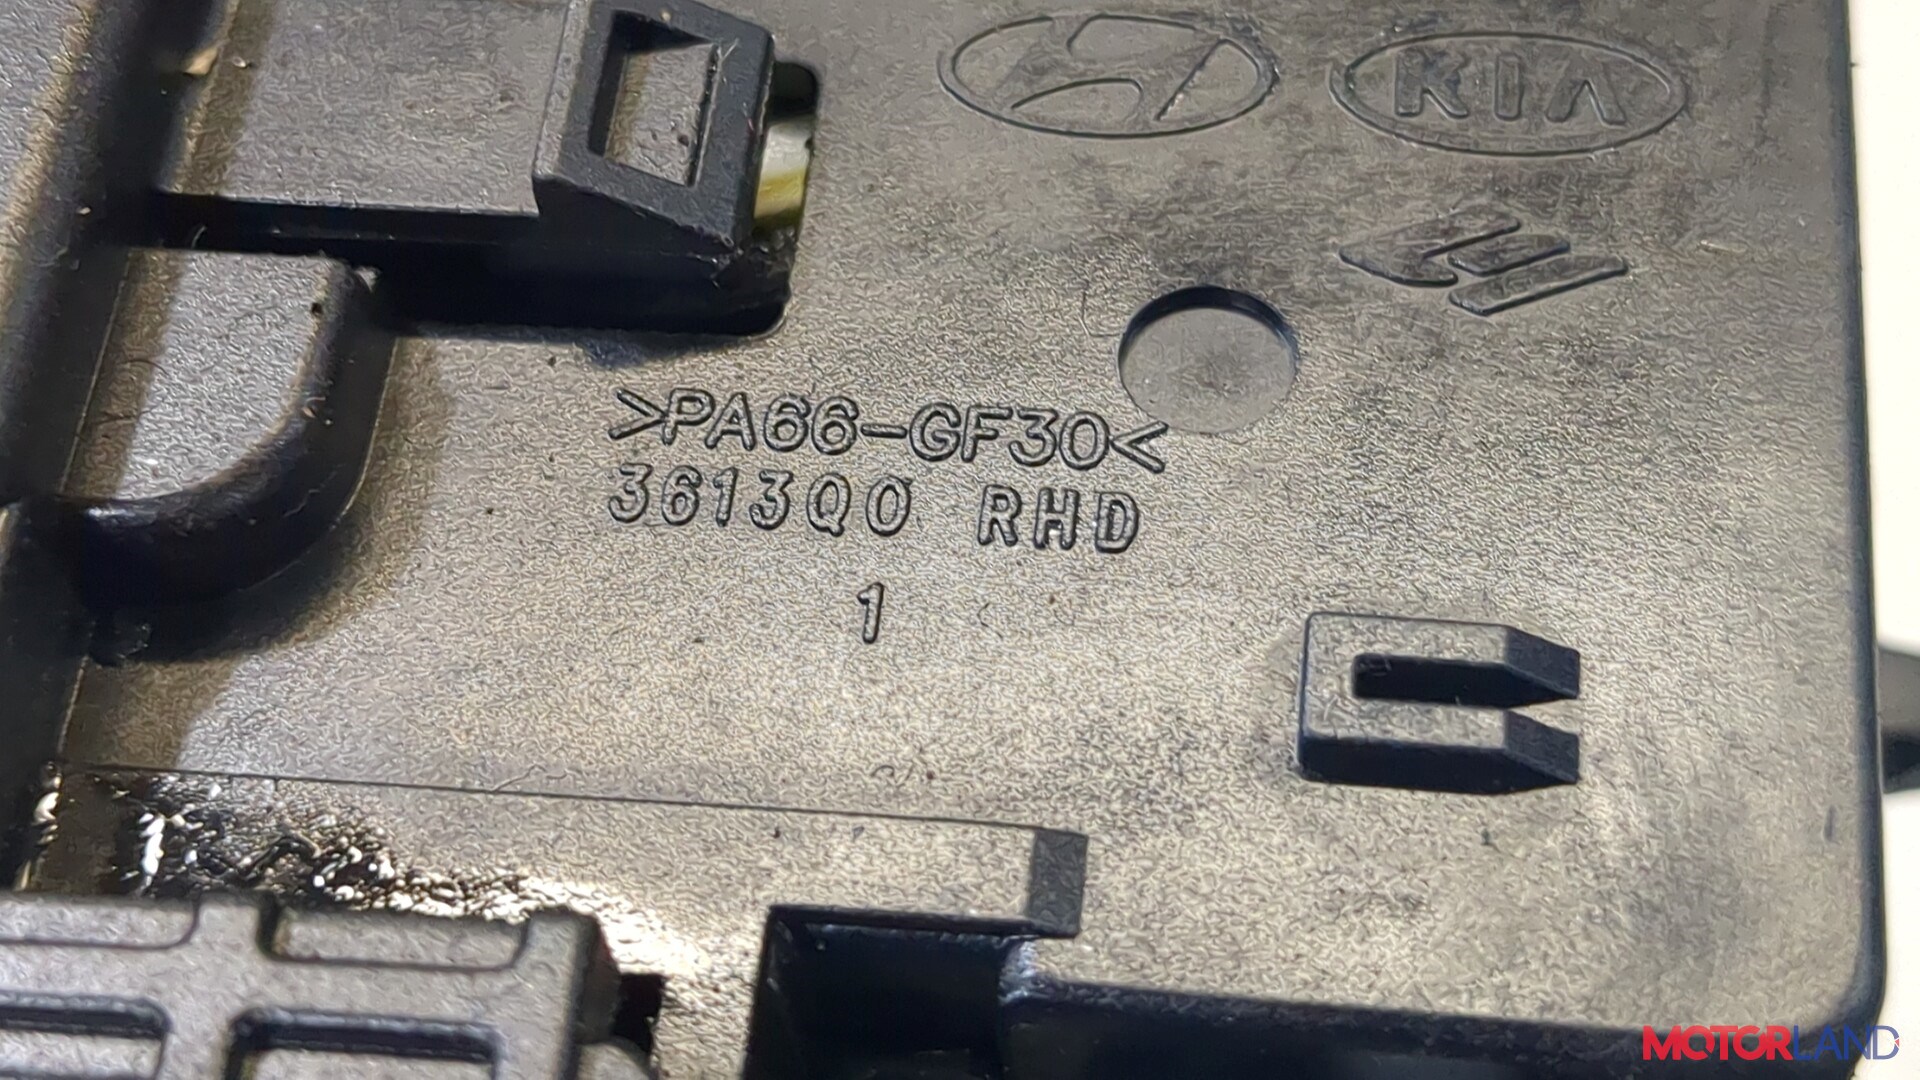 KIA
>PA66-GF30<
3613Q0 RHD
1
MOTORLAND